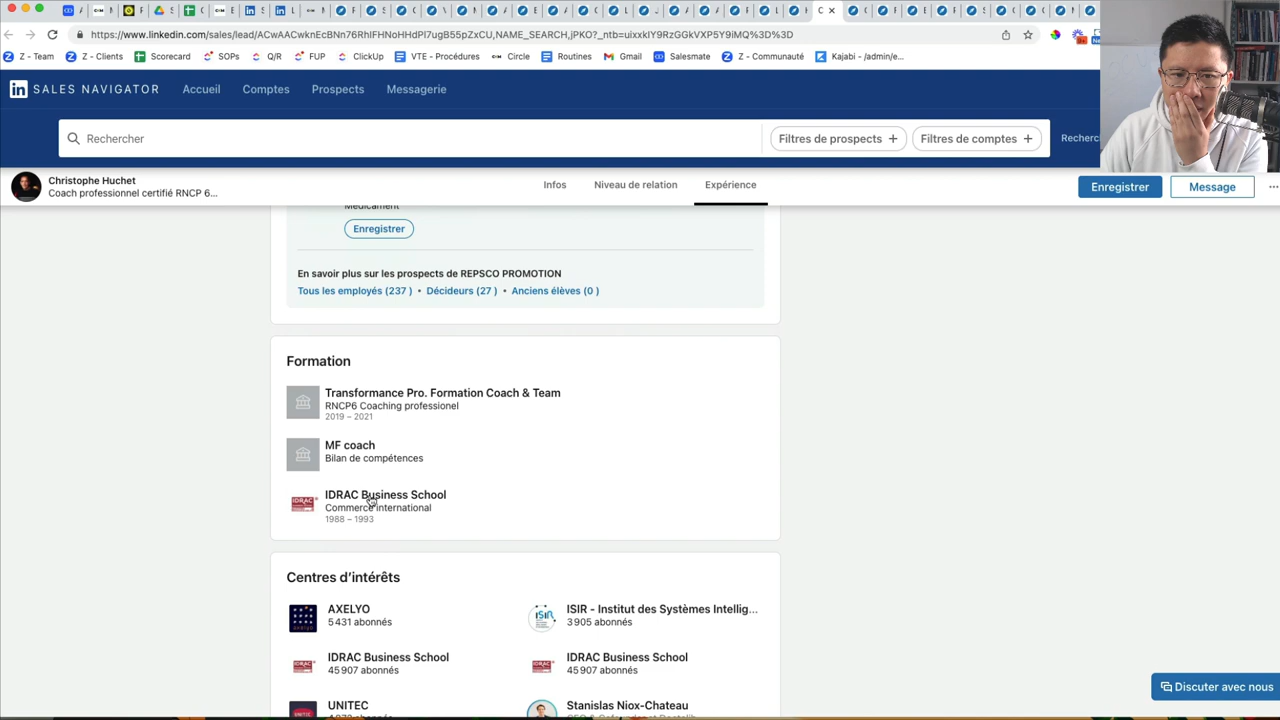 https://www.linkedin.com/sales/lead/ACwAACwknEcBNn76RhlFHNoHHdPl7ugB55pZxCU,NAME_SEARCH,jPKO?_ntb=uixxkIY9RzGGkVXP5Y9iMQ%3D%3D
Z - Team
Z - Clients
Scorecard
SOPs
Q/R
FUP
ClickUp
VTE - Procédures
Circle
Routines
Gmail
Salesmate
Z - Communauté
Kajabi - /admin/e...
in SALES NAVIGATOR
Accueil
Comptes
Prospects
Messagerie
Rechercher
Filtres de prospects +
Filtres de comptes +
Recherc
Christophe Huchet
Coach professionnel certifié RNCP 6...
Infos
Niveau de relation
Expérience
Enregistrer
Message
Médicament
Enregistrer
En savoir plus sur les prospects de REPSCO PROMOTION
Tous les employés (237 ) • Décideurs (27 ) • Anciens élèves (0 )
Formation
Transformance Pro. Formation Coach & Team
RNCP6 Coaching professionel
2019 – 2021
MF coach
Bilan de compétences
IDRAC Business School
Commerce international
1988 – 1993
Centres d'intérêts
AXELYO
5 431 abonnés
ISIR - Institut des Systèmes Intellig...
3 905 abonnés
IDRAC Business School
45 907 abonnés
IDRAC Business School
45 907 abonnés
UNITEC
Stanislas Niox-Chateau
Discuter avec nous